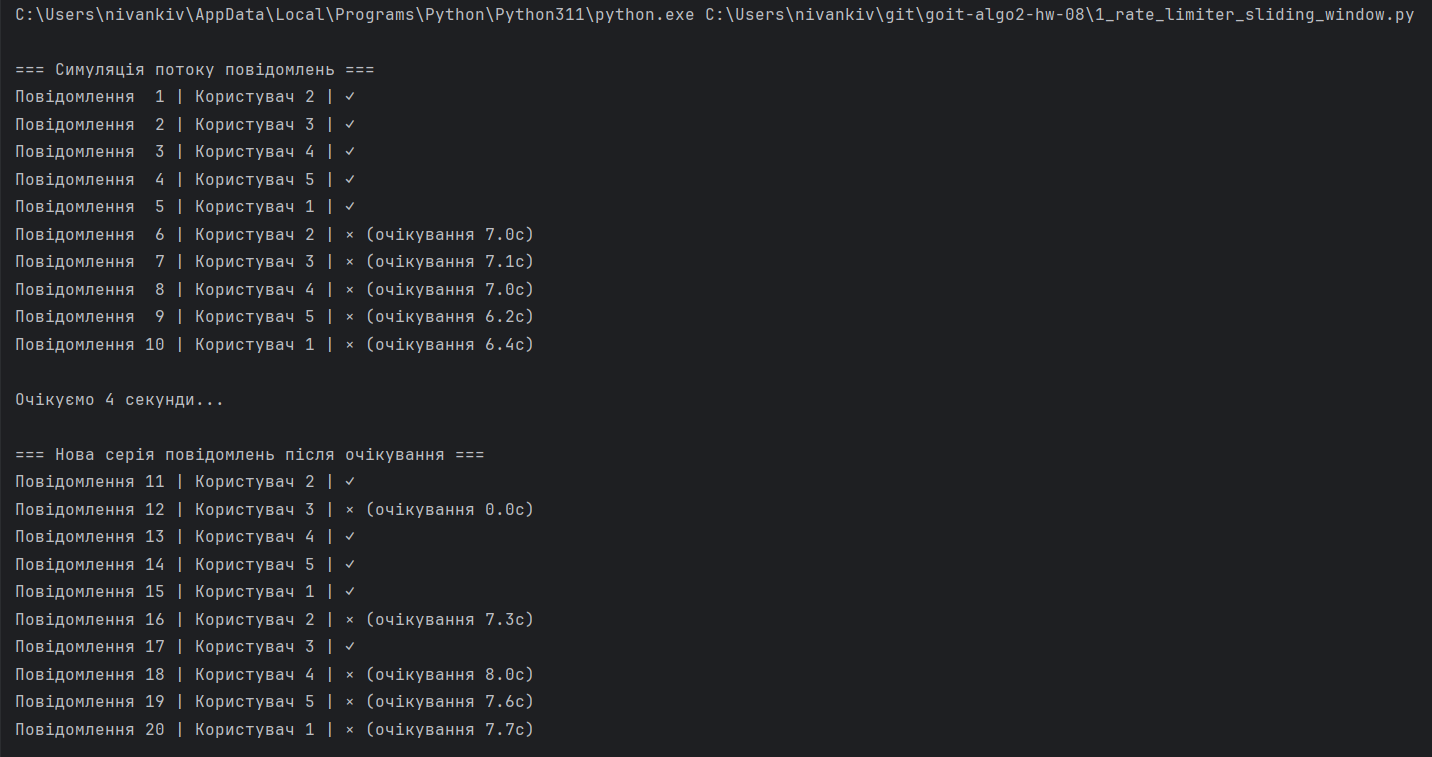 C:\Users\nivankiv\AppData\Local\Programs\Python\Python311\python.exe C:\Users\nivankiv\git\goit-algo2-hw-08\1_rate_limiter_sliding_window.py
=== Симуляція потоку повідомлень ===
Повідомлення  1 | Користувач 2 | ✓
Повідомлення  2 | Користувач 3 | ✓
Повідомлення  3 | Користувач 4 | ✓
Повідомлення  4 | Користувач 5 | ✓
Повідомлення  5 | Користувач 1 | ✓
Повідомлення  6 | Користувач 2 | × (очікування 7.0с)
Повідомлення  7 | Користувач 3 | × (очікування 7.1с)
Повідомлення  8 | Користувач 4 | × (очікування 7.0с)
Повідомлення  9 | Користувач 5 | × (очікування 6.2с)
Повідомлення 10 | Користувач 1 | × (очікування 6.4с)
Очікуємо 4 секунди...
=== Нова серія повідомлень після очікування ===
Повідомлення 11 | Користувач 2 | ✓
Повідомлення 12 | Користувач 3 | × (очікування 0.0с)
Повідомлення 13 | Користувач 4 | ✓
Повідомлення 14 | Користувач 5 | ✓
Повідомлення 15 | Користувач 1 | ✓
Повідомлення 16 | Користувач 2 | × (очікування 7.3с)
Повідомлення 17 | Користувач 3 | ✓
Повідомлення 18 | Користувач 4 | × (очікування 8.0с)
Повідомлення 19 | Користувач 5 | × (очікування 7.6с)
Повідомлення 20 | Користувач 1 | × (очікування 7.7с)